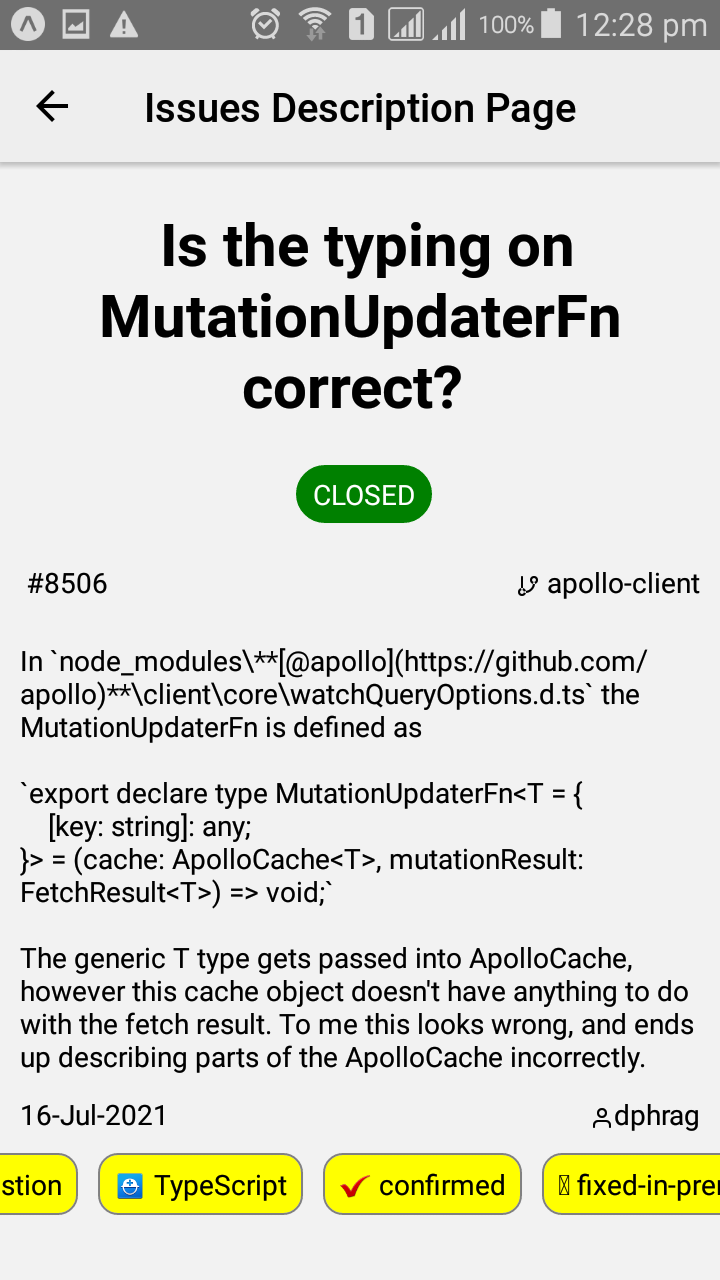 1 100% 12:28 pm
Issues Description Page
Is the typing on
MutationUpdaterFn
correct?
CLOSED
#8506 apollo-client
In `node_modules\**[@apollo](https://github.com/
apollo)**\client\core\watchQueryOptions.d.ts` the
MutationUpdaterFn is defined as
`export declare type MutationUpdaterFn<T = {
[key: string]: any;
}> = (cache: ApolloCache<T>, mutationResult:
FetchResult<T>) => void;`
The generic T type gets passed into ApolloCache,
however this cache object doesn't have anything to do
with the fetch result. To me this looks wrong, and ends
up describing parts of the ApolloCache incorrectly.
16-Jul-2021 dphrag
stion TypeScript confirmed fixed-in-prer